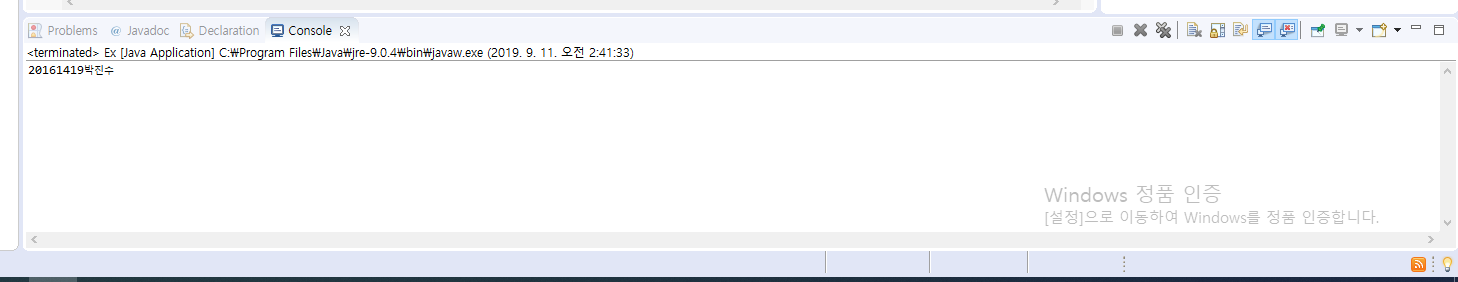 Problems @ Javadoc Declaration Console
<terminated> Ex [Java Application] C:₩Program Files₩Java₩jre-9.0.4₩bin₩javaw.exe (2019. 9. 11. 오전 2:41:33)
20161419박진수
Windows 정품 인증
[설정]으로 이동하여 Windows를 정품 인증합니다.